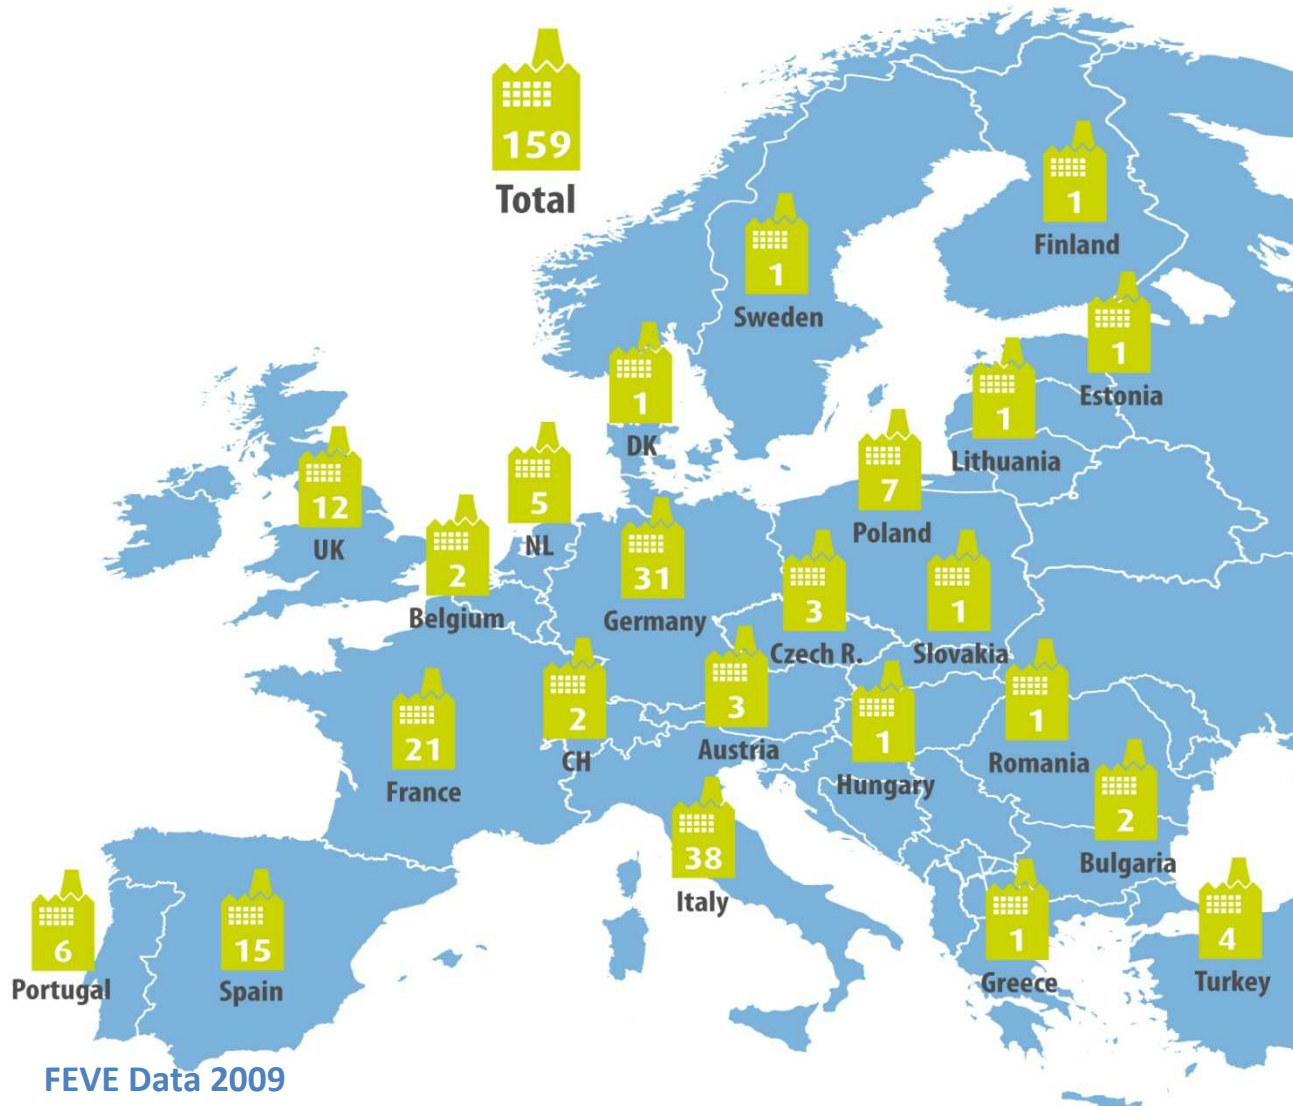 159
Total
1
Finland
1
Sweden
1
Estonia
1
DK
1
Lithuania
7
Poland
12
UK
5
NL
2
Belgium
31
Germany
3
Czech R.
1
Slovakia
21
France
2
CH
3
Austria
1
Hungary
1
Romania
2
Bulgaria
38
Italy
6
Portugal
15
Spain
1
Greece
4
Turkey
FEVE Data 2009